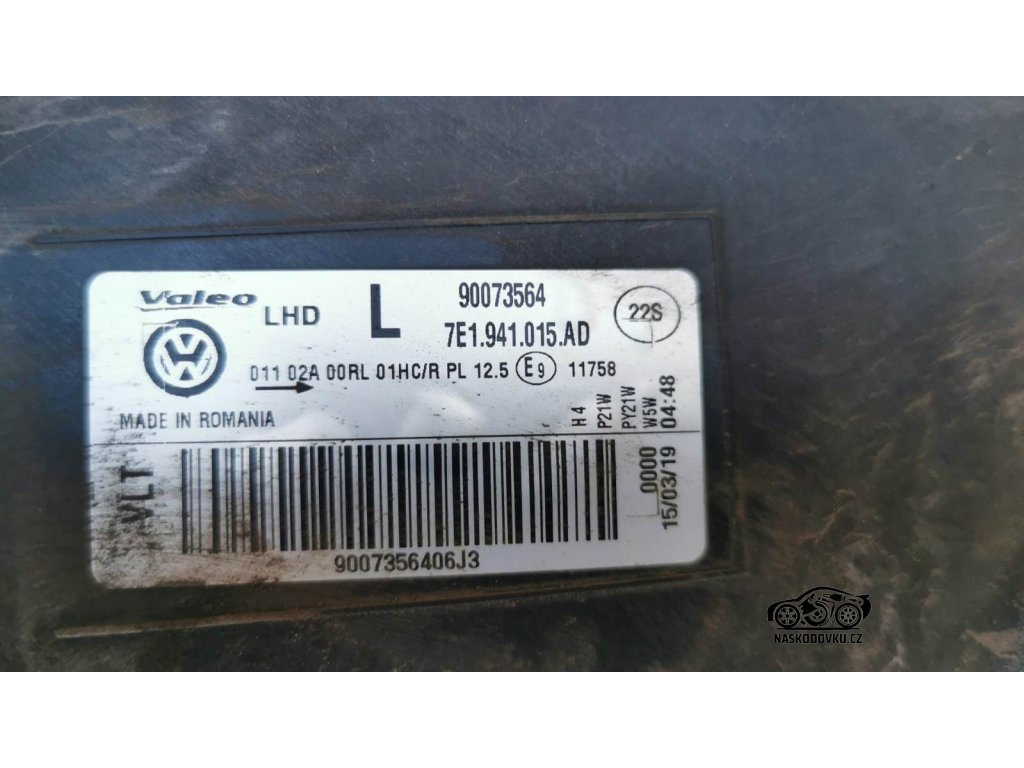 Valeo
LHD
L
90073564
7E1.941.015.AD
22S
011 02A 00RL 01HC/R PL 12.5 E9 11758
MADE IN ROMANIA
H4
P21W
PY21W
W5W
04:48
VLT
0000
15/03/19
9007356406J3
NASKODOVKU.CZ